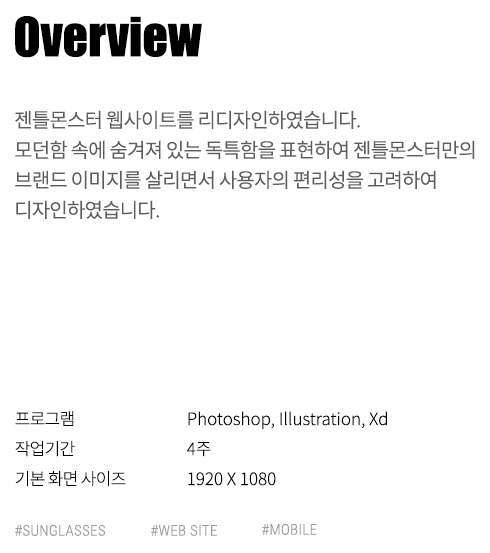 Overview
젠틀몬스터 웹사이트를 리디자인하였습니다.
모던함 속에 숨겨져 있는 독특함을 표현하여 젠틀몬스터만의
브랜드 이미지를 살리면서 사용자의 편리성을 고려하여
디자인하였습니다.
프로그램 Photoshop, Illustration, Xd
작업기간 4주
기본 화면 사이즈 1920 X 1080
#SUNGLASSES #WEB SITE #MOBILE